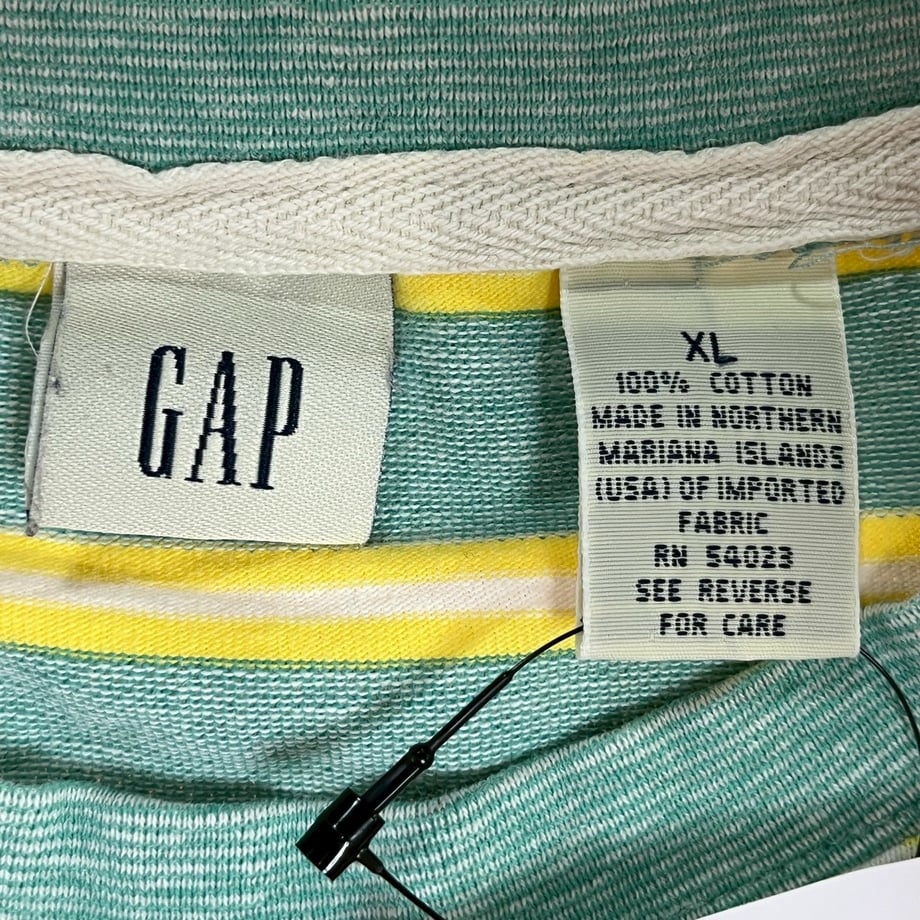 GAP
XL
100% COTTON
MADE IN NORTHERN
MARIANA ISLANDS
(USA) OF IMPORTED
FABRIC
RN 54023
SEE REVERSE
FOR CARE